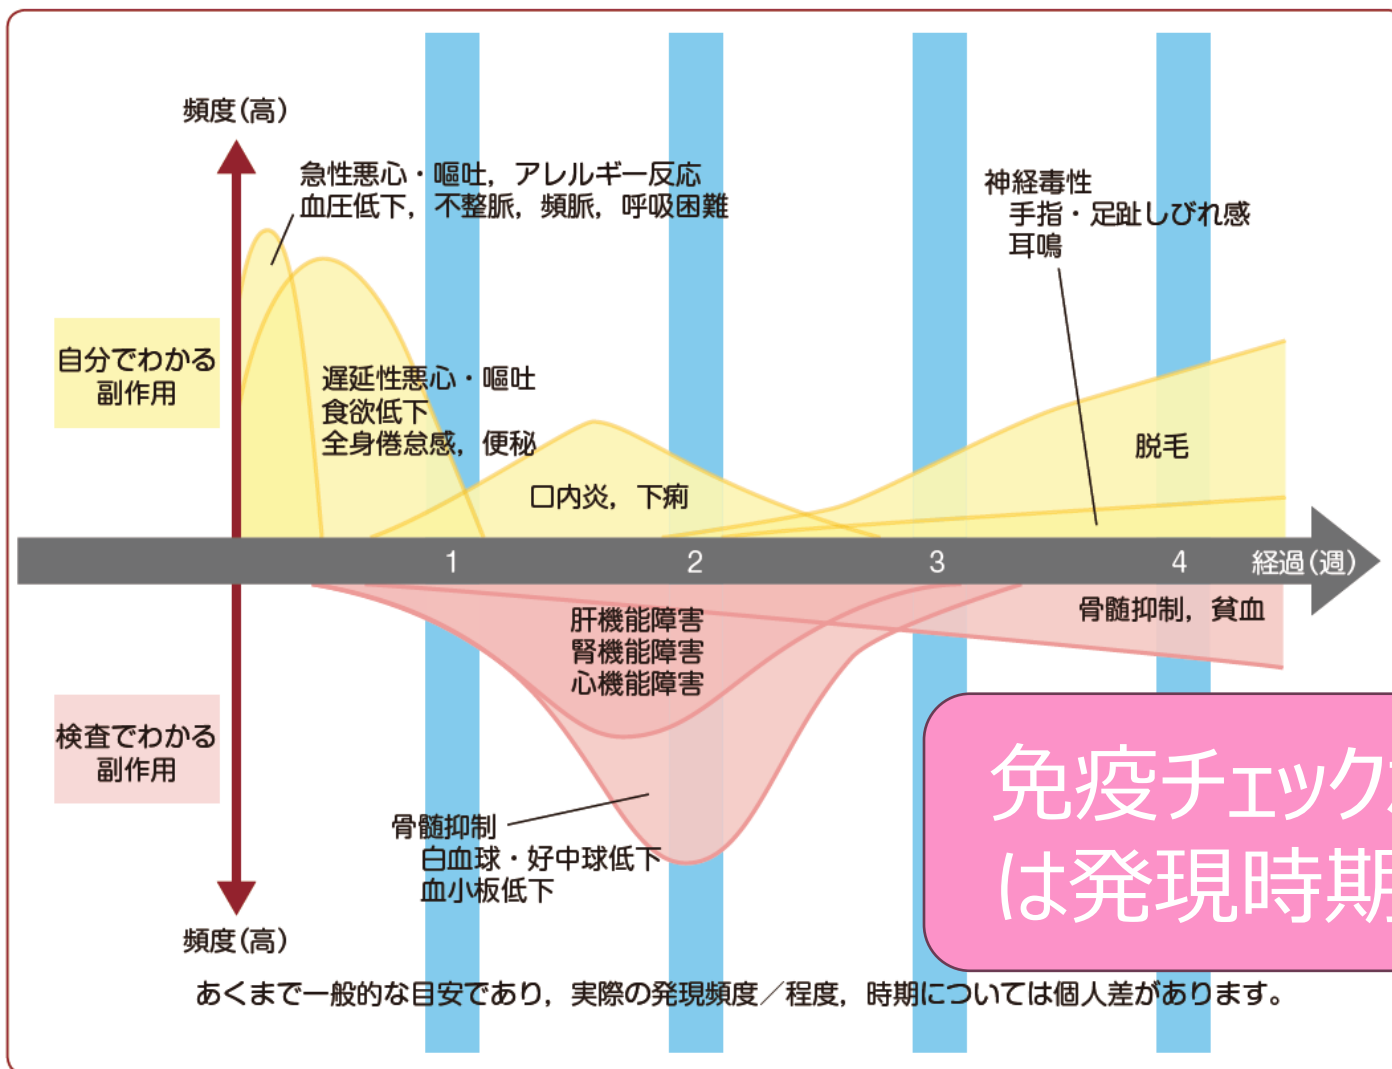 頻度(高)
急性悪心・嘔吐，アレルギー反応
血圧低下，不整脈，頻脈，呼吸困難
神経毒性
手指・足趾しびれ感
耳鳴
自分でわかる
副作用
遅延性悪心・嘔吐
食欲低下
全身倦怠感，便秘
口内炎，下痢
脱毛
1 2 3 4 経過(週)
肝機能障害
腎機能障害
心機能障害
骨髄抑制，貧血
検査でわかる
副作用
骨髄抑制
白血球・好中球低下
血小板低下
免疫チェック
は発現時期
頻度(高)
あくまで一般的な目安であり，実際の発現頻度／程度，時期については個人差があります。